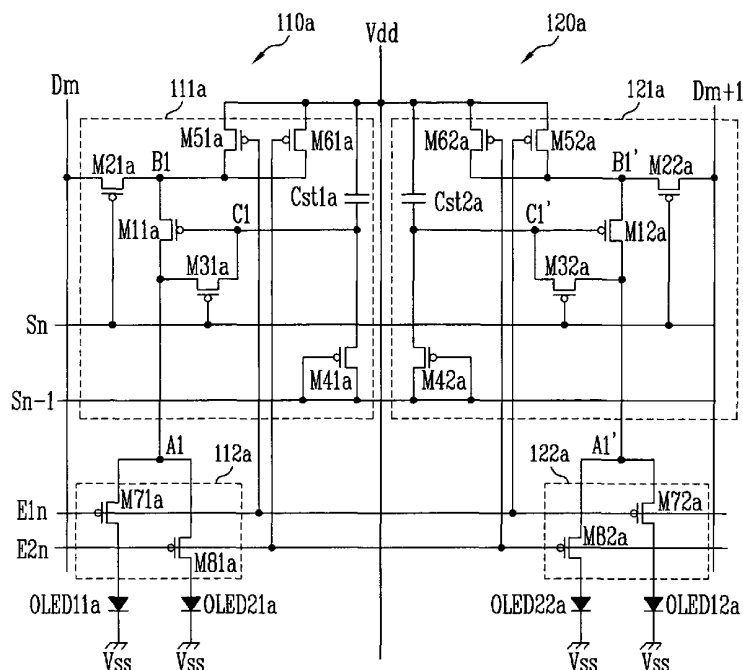 110a Vdd 120a
Dm 111a 121a Dm+1
M51a M61a M62a M52a
M21a B1 B1' M22a
Cst1a Cst2a
M11a C1 C1' M12a
M31a M32a
Sn
M41a M42a
Sn-1
A1 112a A1' 122a
M71a M72a
E1n
E2n
M81a M82a
OLED11a OLED21a OLED22a OLED12a
Vss Vss Vss Vss